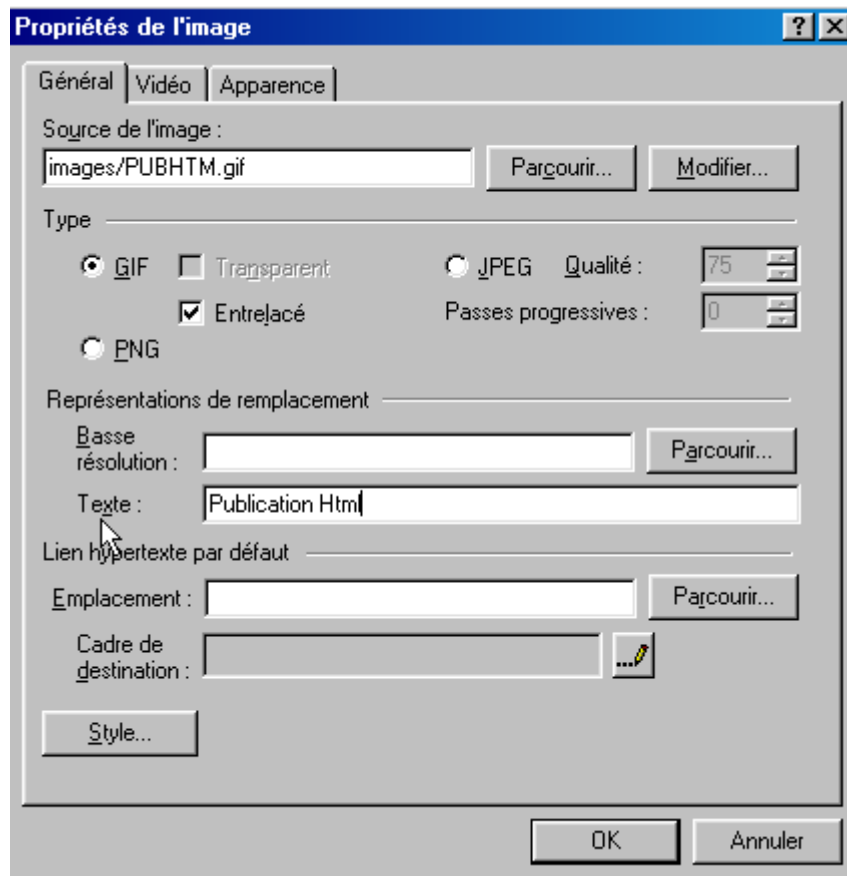 Propriétés de l'image
Général Vidéo Apparence
Source de l'image :
images/PUBHTM.gif Parcourir... Modifier...
Type
GIF Transparent JPEG Qualité : 75
Entrelacé Passes progressives : 0
PNG
Représentations de remplacement
Basse
résolution : Parcourir...
Texte : Publication Html
Lien hypertexte par défaut
Emplacement : Parcourir...
Cadre de
destination : ...
Style...
OK Annuler